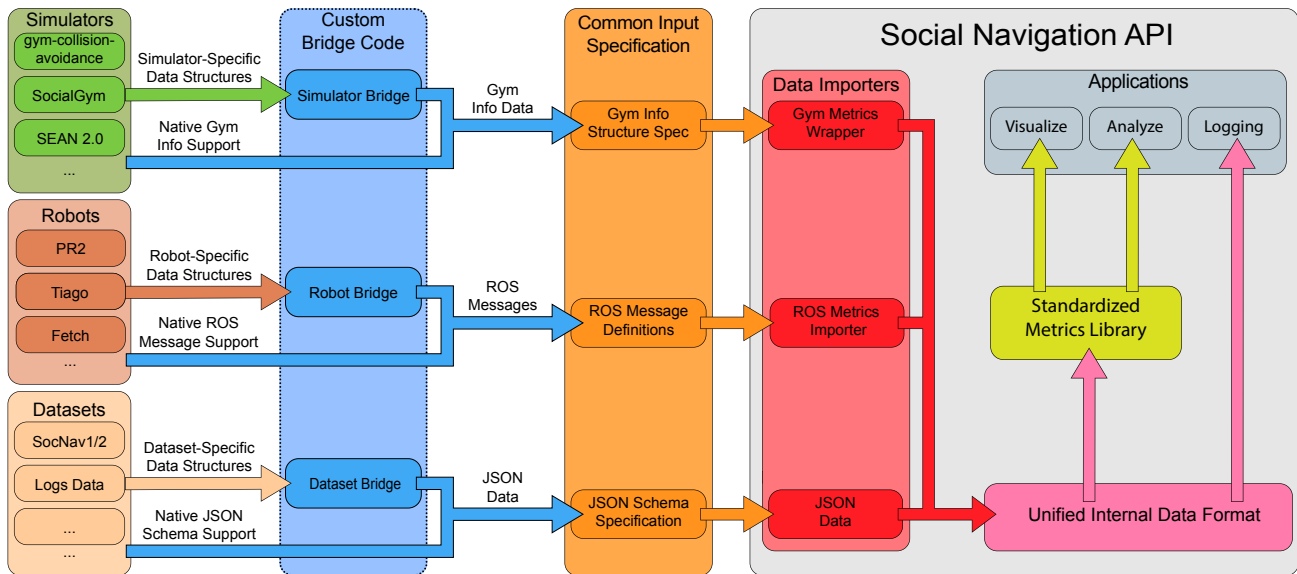 Simulators
gym-collision-
avoidance
SocialGym
SEAN 2.0
...
Simulator-Specific
Data Structures
Native Gym
Info Support
Robots
PR2
Tiago
Fetch
...
Robot-Specific
Data Structures
Native ROS
Message Support
Datasets
SocNav1/2
Logs Data
...
...
Dataset-Specific
Data Structures
Native JSON
Schema Support
Custom
Bridge Code
Simulator Bridge
Robot Bridge
Dataset Bridge
Gym
Info Data
ROS
Messages
JSON
Data
Common Input
Specification
Gym Info
Structure Spec
ROS Message
Definitions
JSON Schema
Specification
Social Navigation API
Data Importers
Gym Metrics
Wrapper
ROS Metrics
Importer
JSON
Data
Applications
Visualize
Analyze
Logging
Standardized
Metrics Library
Unified Internal Data Format